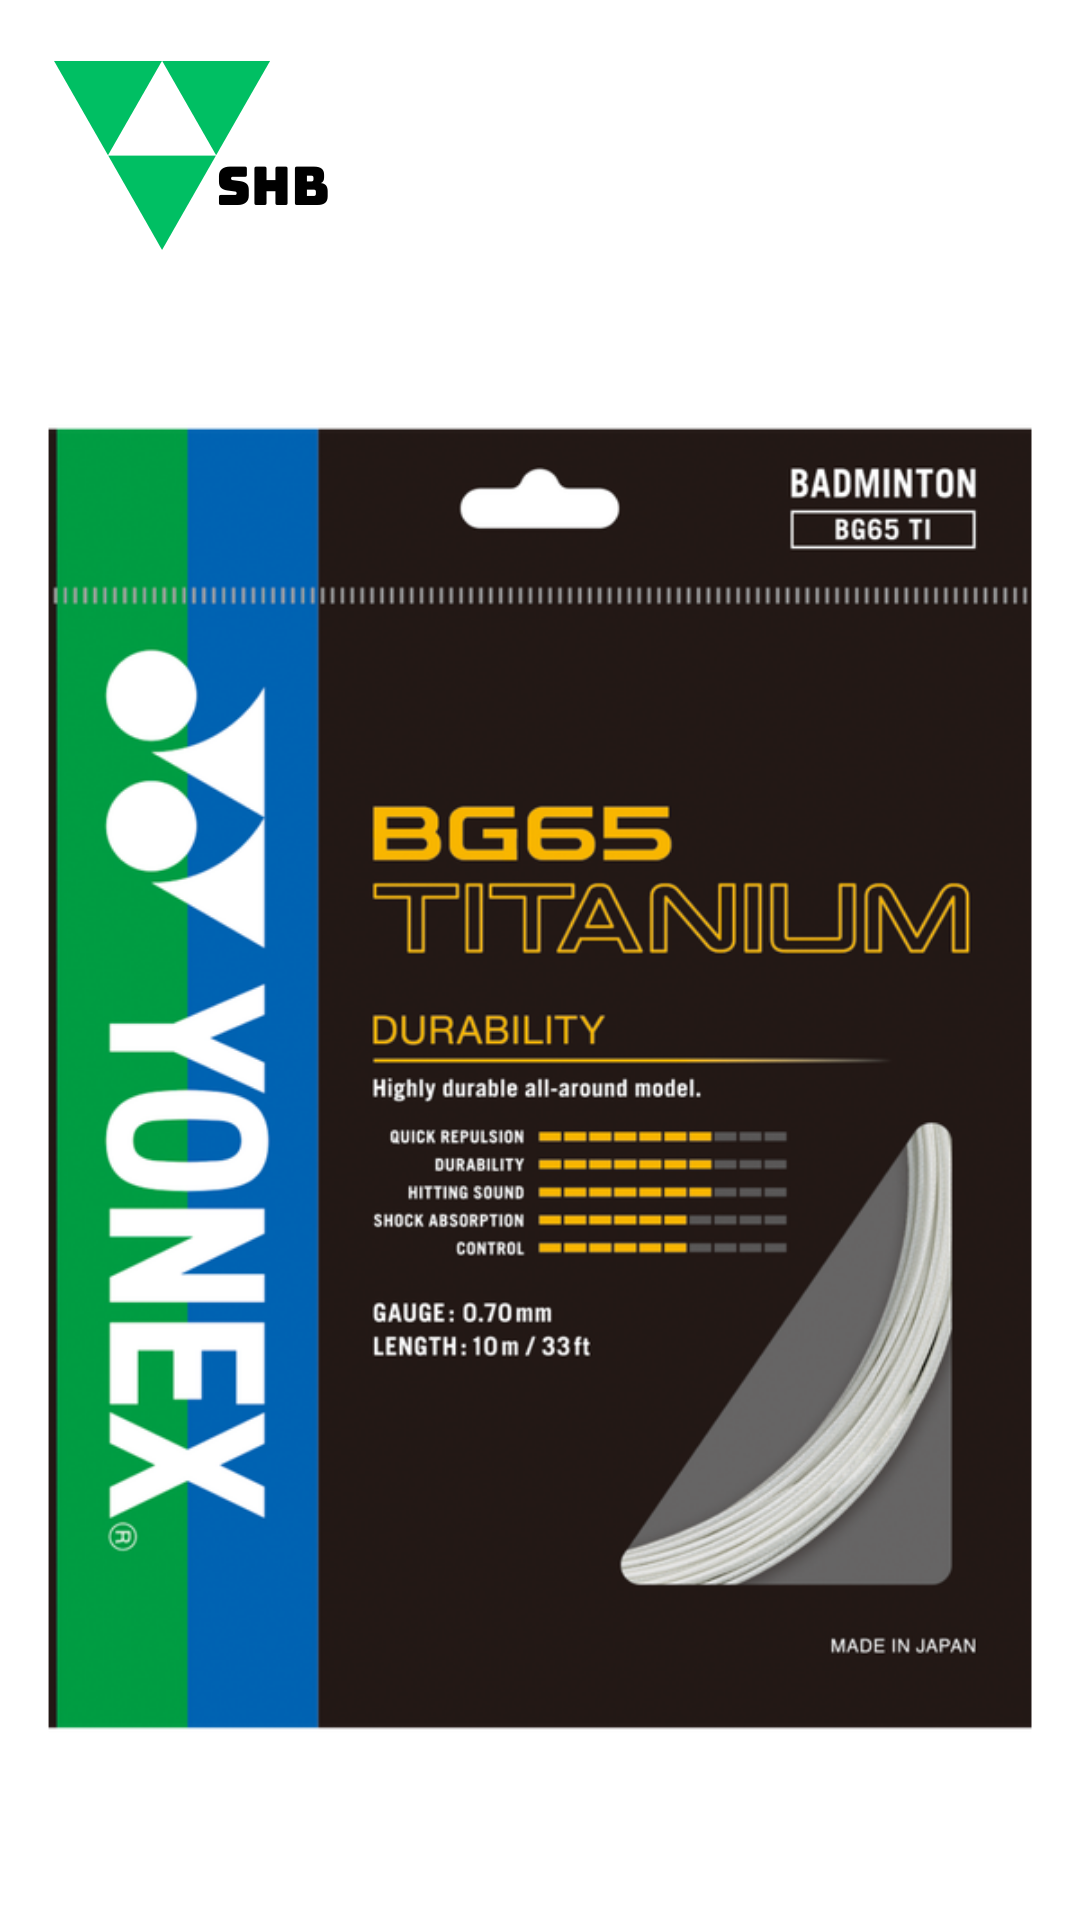 SHB
BADMINTON
BG65 TI
YONEX®
BG65
TITANIUM
DURABILITY
Highly durable all-around model.
QUICK REPULSION
DURABILITY
HITTING SOUND
SHOCK ABSORPTION
CONTROL
GAUGE: 0.70mm
LENGTH: 10m / 33ft
MADE IN JAPAN